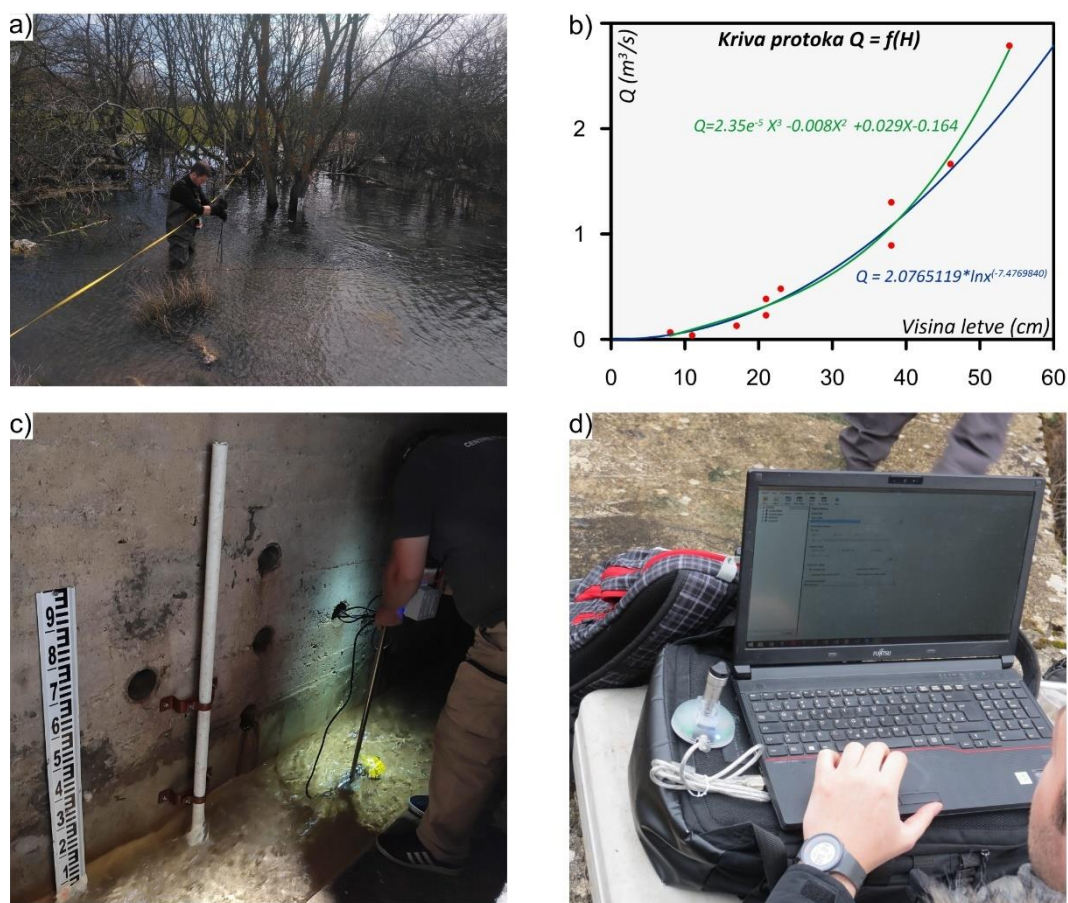 a)
b)
Kriva protoka Q = f(H)
Q (m³/s)
Q=2.35e⁻⁵ X³ -0.008X² +0.029X-0.164
Q = 2.0765119*lnx⁽⁻⁷·⁴⁷⁶⁹⁸⁴⁰⁾
Visina letve (cm)
2
1
0
0 10 20 30 40 50 60
c)
CENTR
9
8
7
6
5
4
3
2
1
d)
FUJITSU